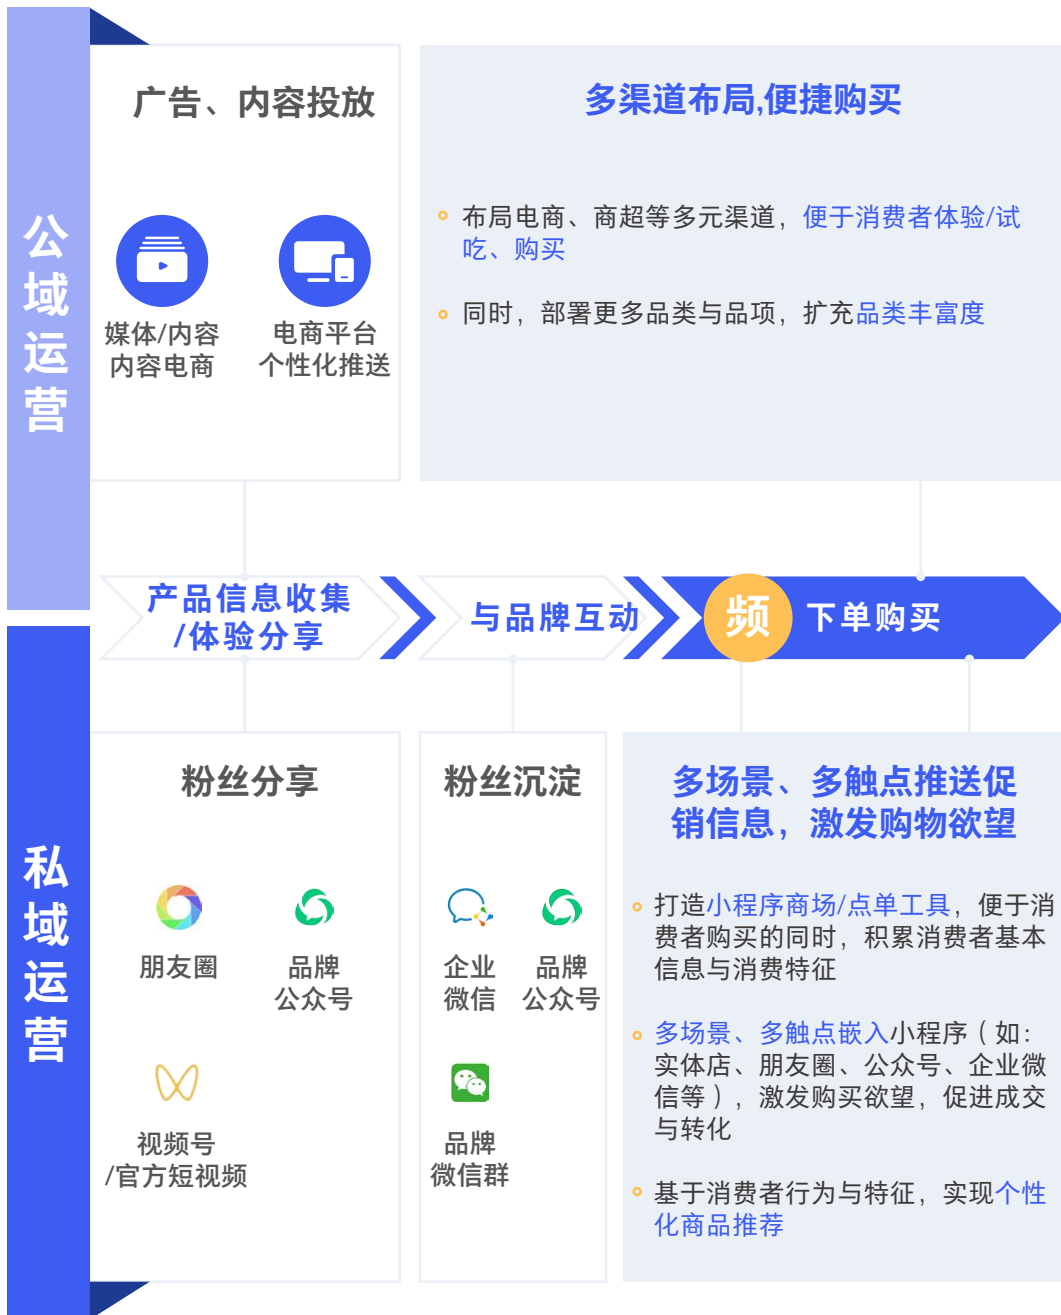 公域运营
广告、内容投放
媒体/内容
内容电商
电商平台
个性化推送
多渠道布局,便捷购买
布局电商、商超等多元渠道，便于消费者体验/试
吃、购买
同时，部署更多品类与品项，扩充品类丰富度
产品信息收集
/体验分享
与品牌互动
频
下单购买
私域运营
粉丝分享
朋友圈
品牌
公众号
视频号
/官方短视频
粉丝沉淀
企业
微信
品牌
公众号
品牌
微信群
多场景、多触点推送促
销信息，激发购物欲望
打造小程序商场/点单工具，便于消
费者购买的同时，积累消费者基本
信息与消费特征
多场景、多触点嵌入小程序（如：
实体店、朋友圈、公众号、企业微
信等），激发购买欲望，促进成交
与转化
基于消费者行为与特征，实现个性
化商品推荐